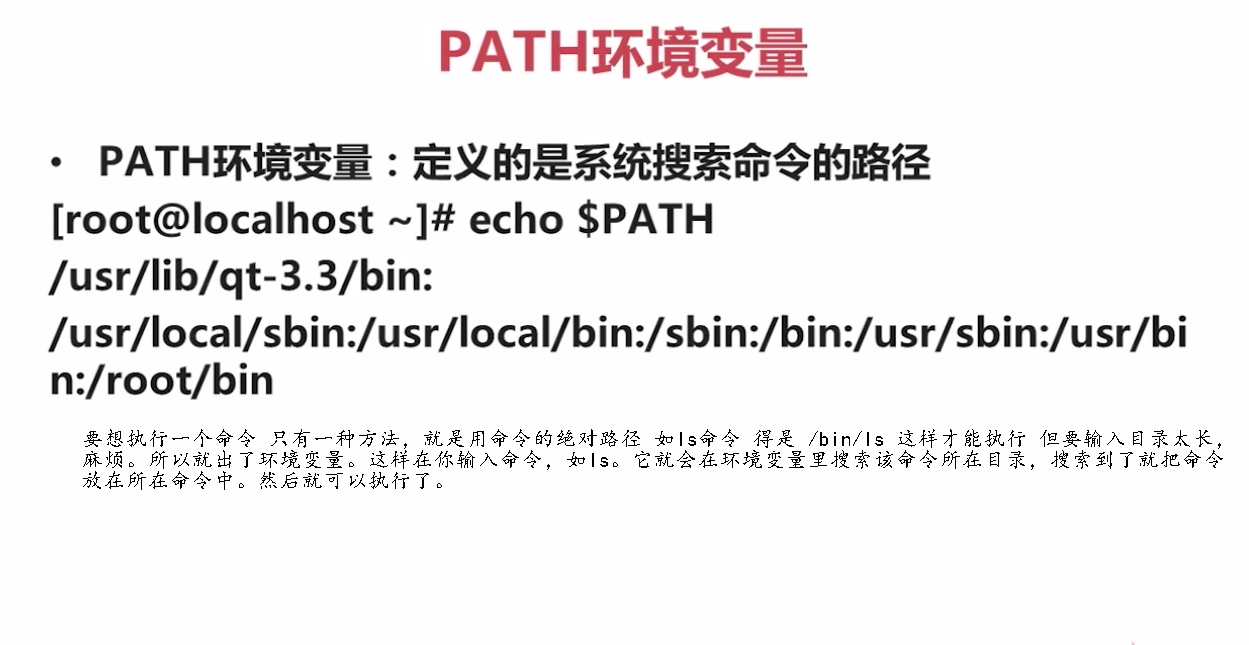 PATH环境变量
• PATH环境变量：定义的是系统搜索命令的路径
[root@localhost ~]# echo $PATH
/usr/lib/qt-3.3/bin:
/usr/local/sbin:/usr/local/bin:/sbin:/bin:/usr/sbin:/usr/bi
n:/root/bin
要想执行一个命令 只有一种方法，就是用命令的绝对路径 如ls命令 得是 /bin/ls 这样才能执行 但要输入目录太长，
麻烦。所以就出了环境变量。这样在你输入命令，如ls。它就会在环境变量里搜索该命令所在目录，搜索到了就把命令
放在所在命令中。然后就可以执行了。